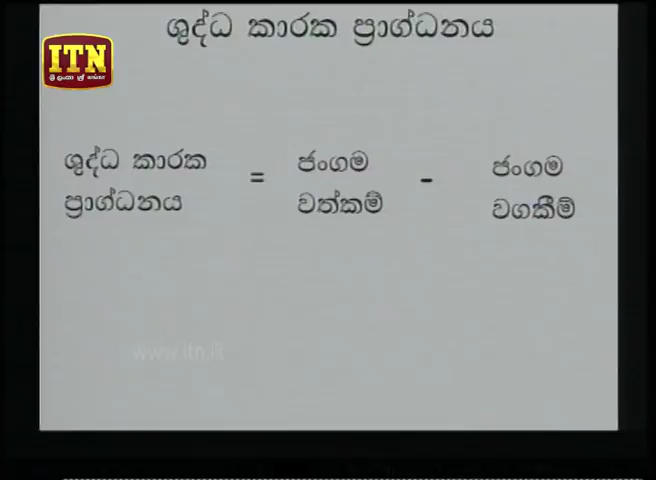 ශුද්ධ කාරක ප්‍රාග්ධනය
ITN
ශ්‍රී ලංකා
ශුද්ධ කාරක = ජංගම - ජංගම
ප්‍රාග්ධනය වත්කම් වගකීම්
www.itn.lk